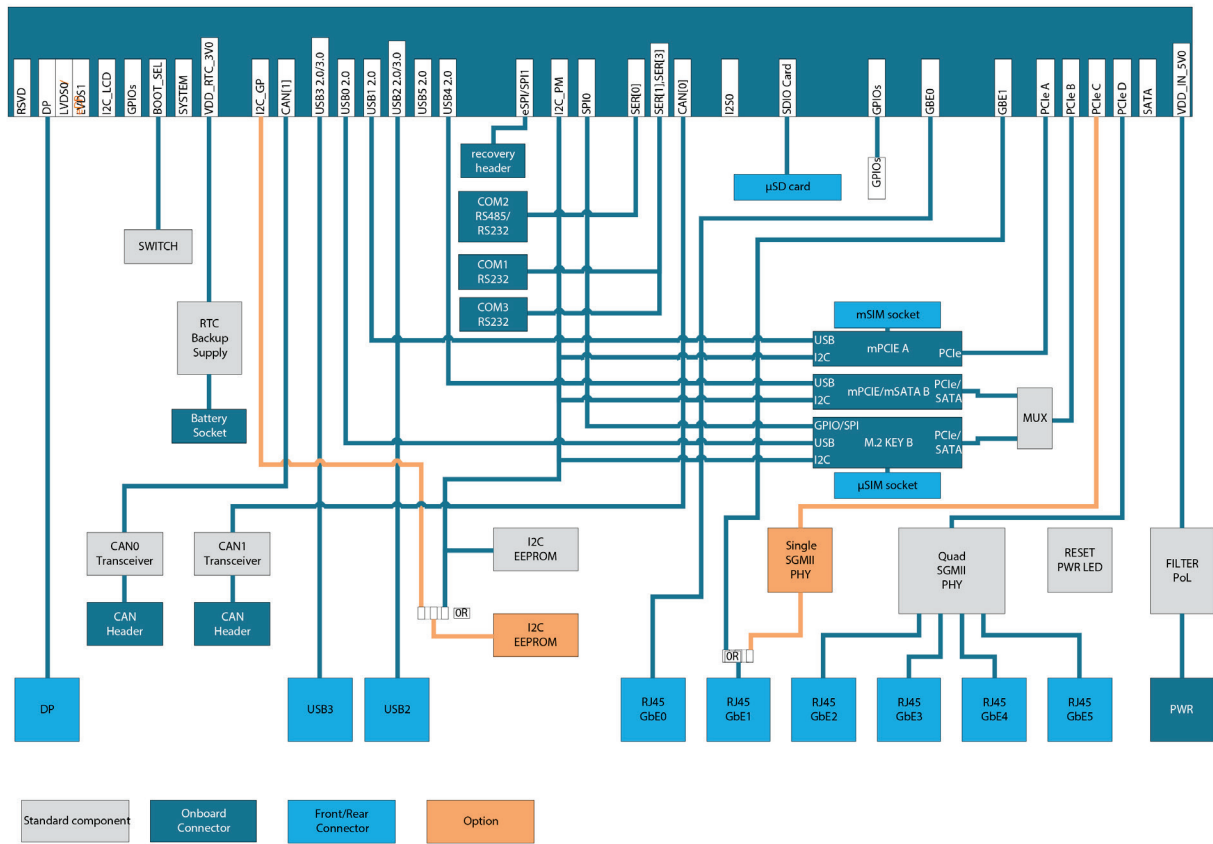 RSVD
DP
LVDS0
LVDS1
I2C_LCD
GPIOs
BOOT_SEL
SYSTEM
VDD_RTC_3V0
I2C_GP
CAN[1]
USB3 2.0/3.0
USB0 2.0
USB1 2.0
USB2 2.0/3.0
USB5 2.0
USB4 2.0
eSPI/SPI1
I2C_PM
SPI0
SER[0]
SER[1],SER[3]
CAN[0]
I2S0
SDIO Card
GPIOs
GBE0
GBE1
PCIe A
PCIe B
PCIe C
PCIe D
SATA
VDD_IN_5V0
recovery
header
µSD card
GPIOs
COM2
RS485/
RS232
SWITCH
COM1
RS232
COM3
RS232
RTC
Backup
Supply
Battery
Socket
mSIM socket
USB
I2C
mPCIE A
PCIe
USB
I2C
mPCIE/mSATA B
PCIe/
SATA
MUX
GPIO/SPI
USB
I2C
M.2 KEY B
PCIe/
SATA
µSIM socket
CAN0
Transceiver
CAN1
Transceiver
I2C
EEPROM
Single
SGMII
PHY
Quad
SGMII
PHY
RESET
PWR LED
FILTER
PoL
CAN
Header
CAN
Header
OR
I2C
EEPROM
OR
DP
USB3
USB2
RJ45
GbE0
RJ45
GbE1
RJ45
GbE2
RJ45
GbE3
RJ45
GbE4
RJ45
GbE5
PWR
Standard component
Onboard
Connector
Front/Rear
Connector
Option